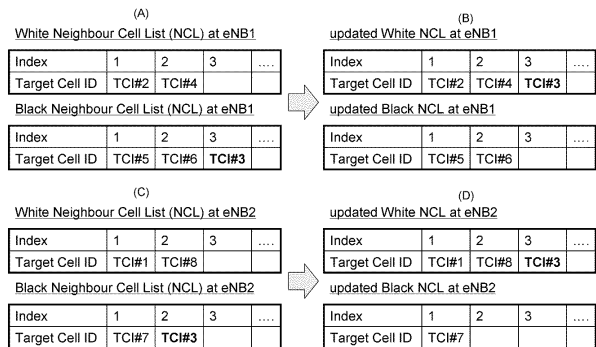 (A)
White Neighbour Cell List (NCL) at eNB1
Index 1 2 3 ....
Target Cell ID TCI#2 TCI#4
Black Neighbour Cell List (NCL) at eNB1
Index 1 2 3 ....
Target Cell ID TCI#5 TCI#6 TCI#3
(B)
updated White NCL at eNB1
Index 1 2 3 ....
Target Cell ID TCI#2 TCI#4 TCI#3
updated Black NCL at eNB1
Index 1 2 3 ....
Target Cell ID TCI#5 TCI#6
(C)
White Neighbour Cell List (NCL) at eNB2
Index 1 2 3 ....
Target Cell ID TCI#1 TCI#8
Black Neighbour Cell List (NCL) at eNB2
Index 1 2 3 ....
Target Cell ID TCI#7 TCI#3
(D)
updated White NCL at eNB2
Index 1 2 3 ....
Target Cell ID TCI#1 TCI#8 TCI#3
updated Black NCL at eNB2
Index 1 2 3 ....
Target Cell ID TCI#7